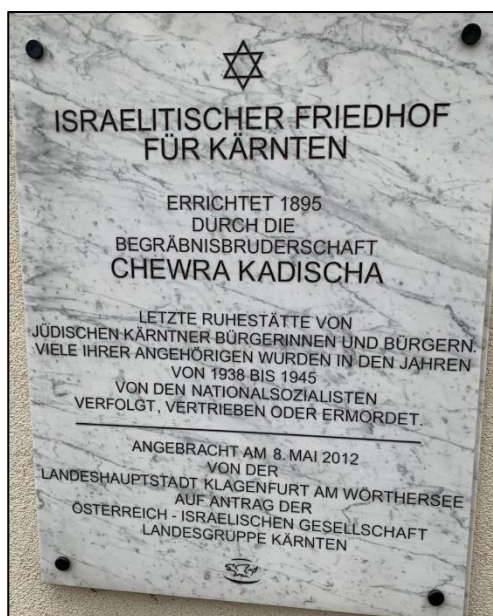 ISRAELITISCHER FRIEDHOF
FÜR KÄRNTEN
ERRICHTET 1895
DURCH DIE
BEGRÄBNISBRUDERSCHAFT
CHEWRA KADISCHA
LETZTE RUHESTÄTTE VON
JÜDISCHEN KÄRNTNER BÜRGERINNEN UND BÜRGERN.
VIELE IHRER ANGEHÖRIGEN WURDEN IN DEN JAHREN
VON 1938 BIS 1945
VON DEN NATIONALSOZIALISTEN
VERFOLGT, VERTRIEBEN ODER ERMORDET.
ANGEBRACHT AM 8. MAI 2012
VON DER
LANDESHAUPTSTADT KLAGENFURT AM WÖRTHERSEE
AUF ANTRAG DER
ÖSTERREICH - ISRAELISCHEN GESELLSCHAFT
LANDESGRUPPE KÄRNTEN